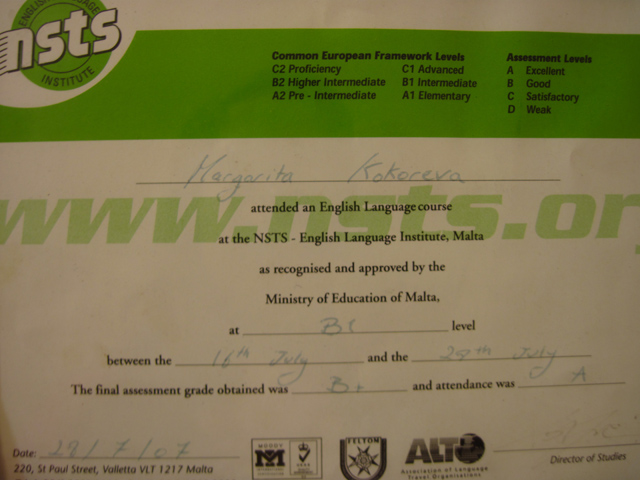 ENGLISH LANGUAGE
nsts
INSTITUTE
Common European Framework Levels
C2 Proficiency C1 Advanced
B2 Higher Intermediate B1 Intermediate
A2 Pre - Intermediate A1 Elementary
Assessment Levels
A Excellent
B Good
C Satisfactory
D Weak
Margarita Kokoreva
www.nsts.or
attended an English Language course
at the NSTS - English Language Institute, Malta
as recognised and approved by the
Ministry of Education of Malta,
at B1 level
between the 16th July and the 28th July
The final assessment grade obtained was B+ and attendance was A
Date: /7/07
220, St Paul Street, Valletta VLT 1217 Malta
MOODY
FELTOM
ALTO
Association of Language
Travel Organisations
Director of Studies